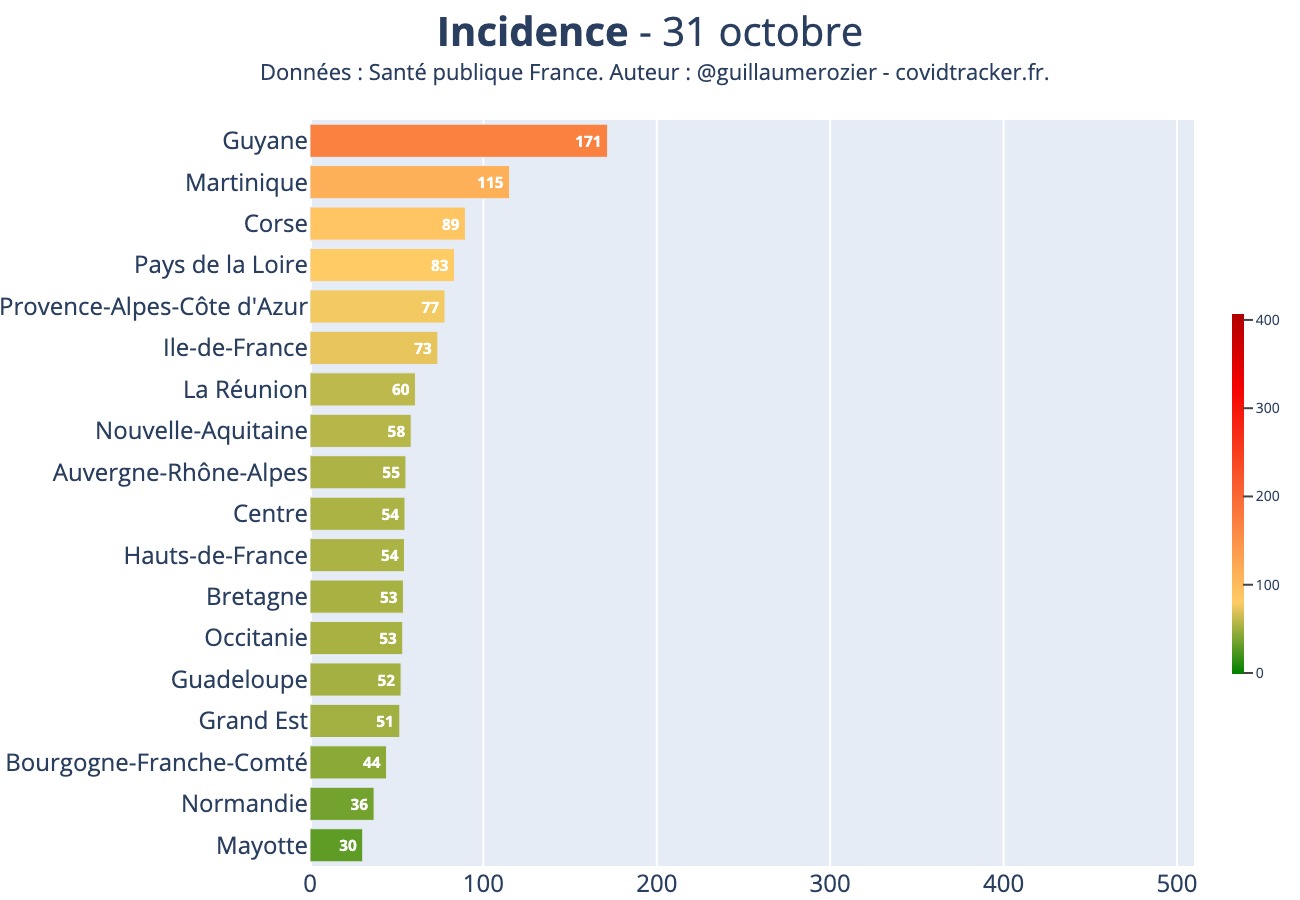 Incidence - 31 octobre
Données : Santé publique France. Auteur : @guillaumerozier - covidtracker.fr.
Guyane 171
Martinique 115
Corse 89
Pays de la Loire 83
Provence-Alpes-Côte d'Azur 77
Ile-de-France 73
La Réunion 60
Nouvelle-Aquitaine 58
Auvergne-Rhône-Alpes 55
Centre 54
Hauts-de-France 54
Bretagne 53
Occitanie 53
Guadeloupe 52
Grand Est 51
Bourgogne-Franche-Comté 44
Normandie 36
Mayotte 30
0 100 200 300 400 500
400
300
200
100
0